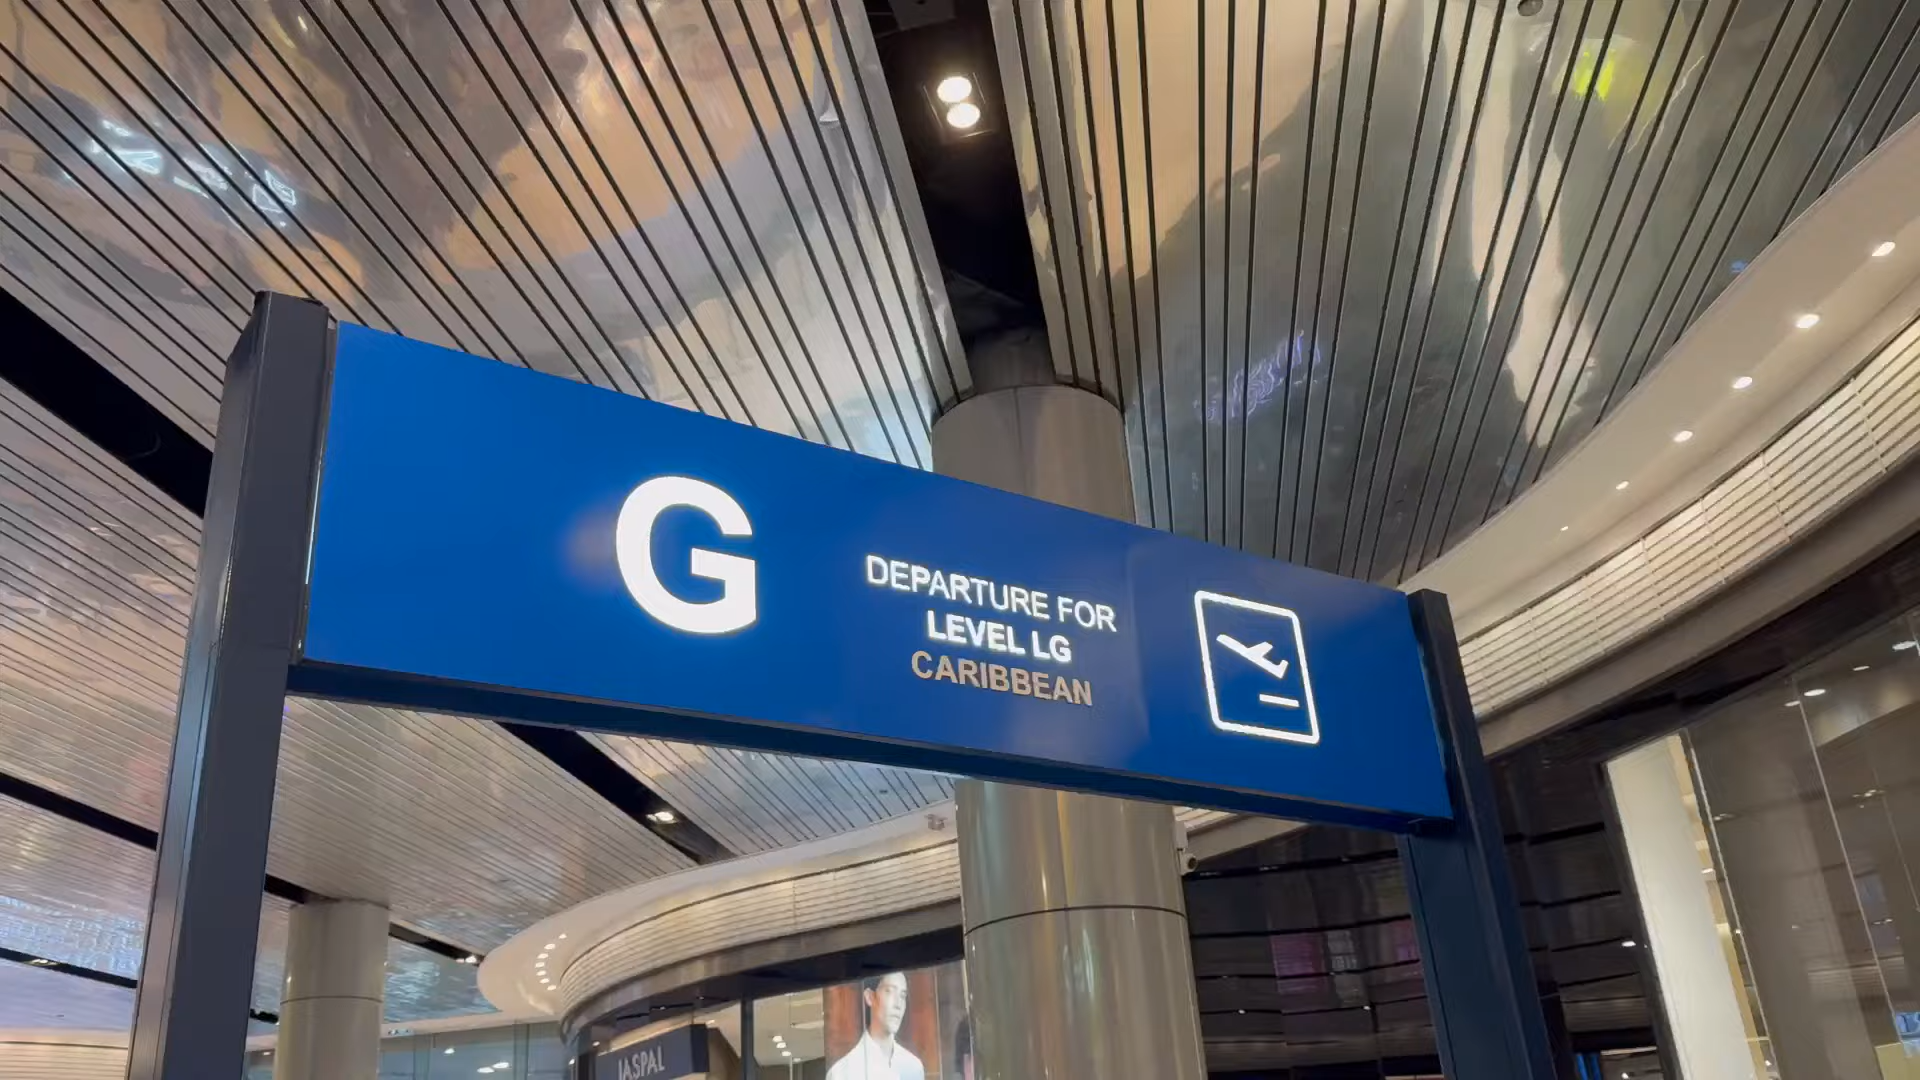 G
DEPARTURE FOR
LEVEL LG
CARIBBEAN
JASPAL